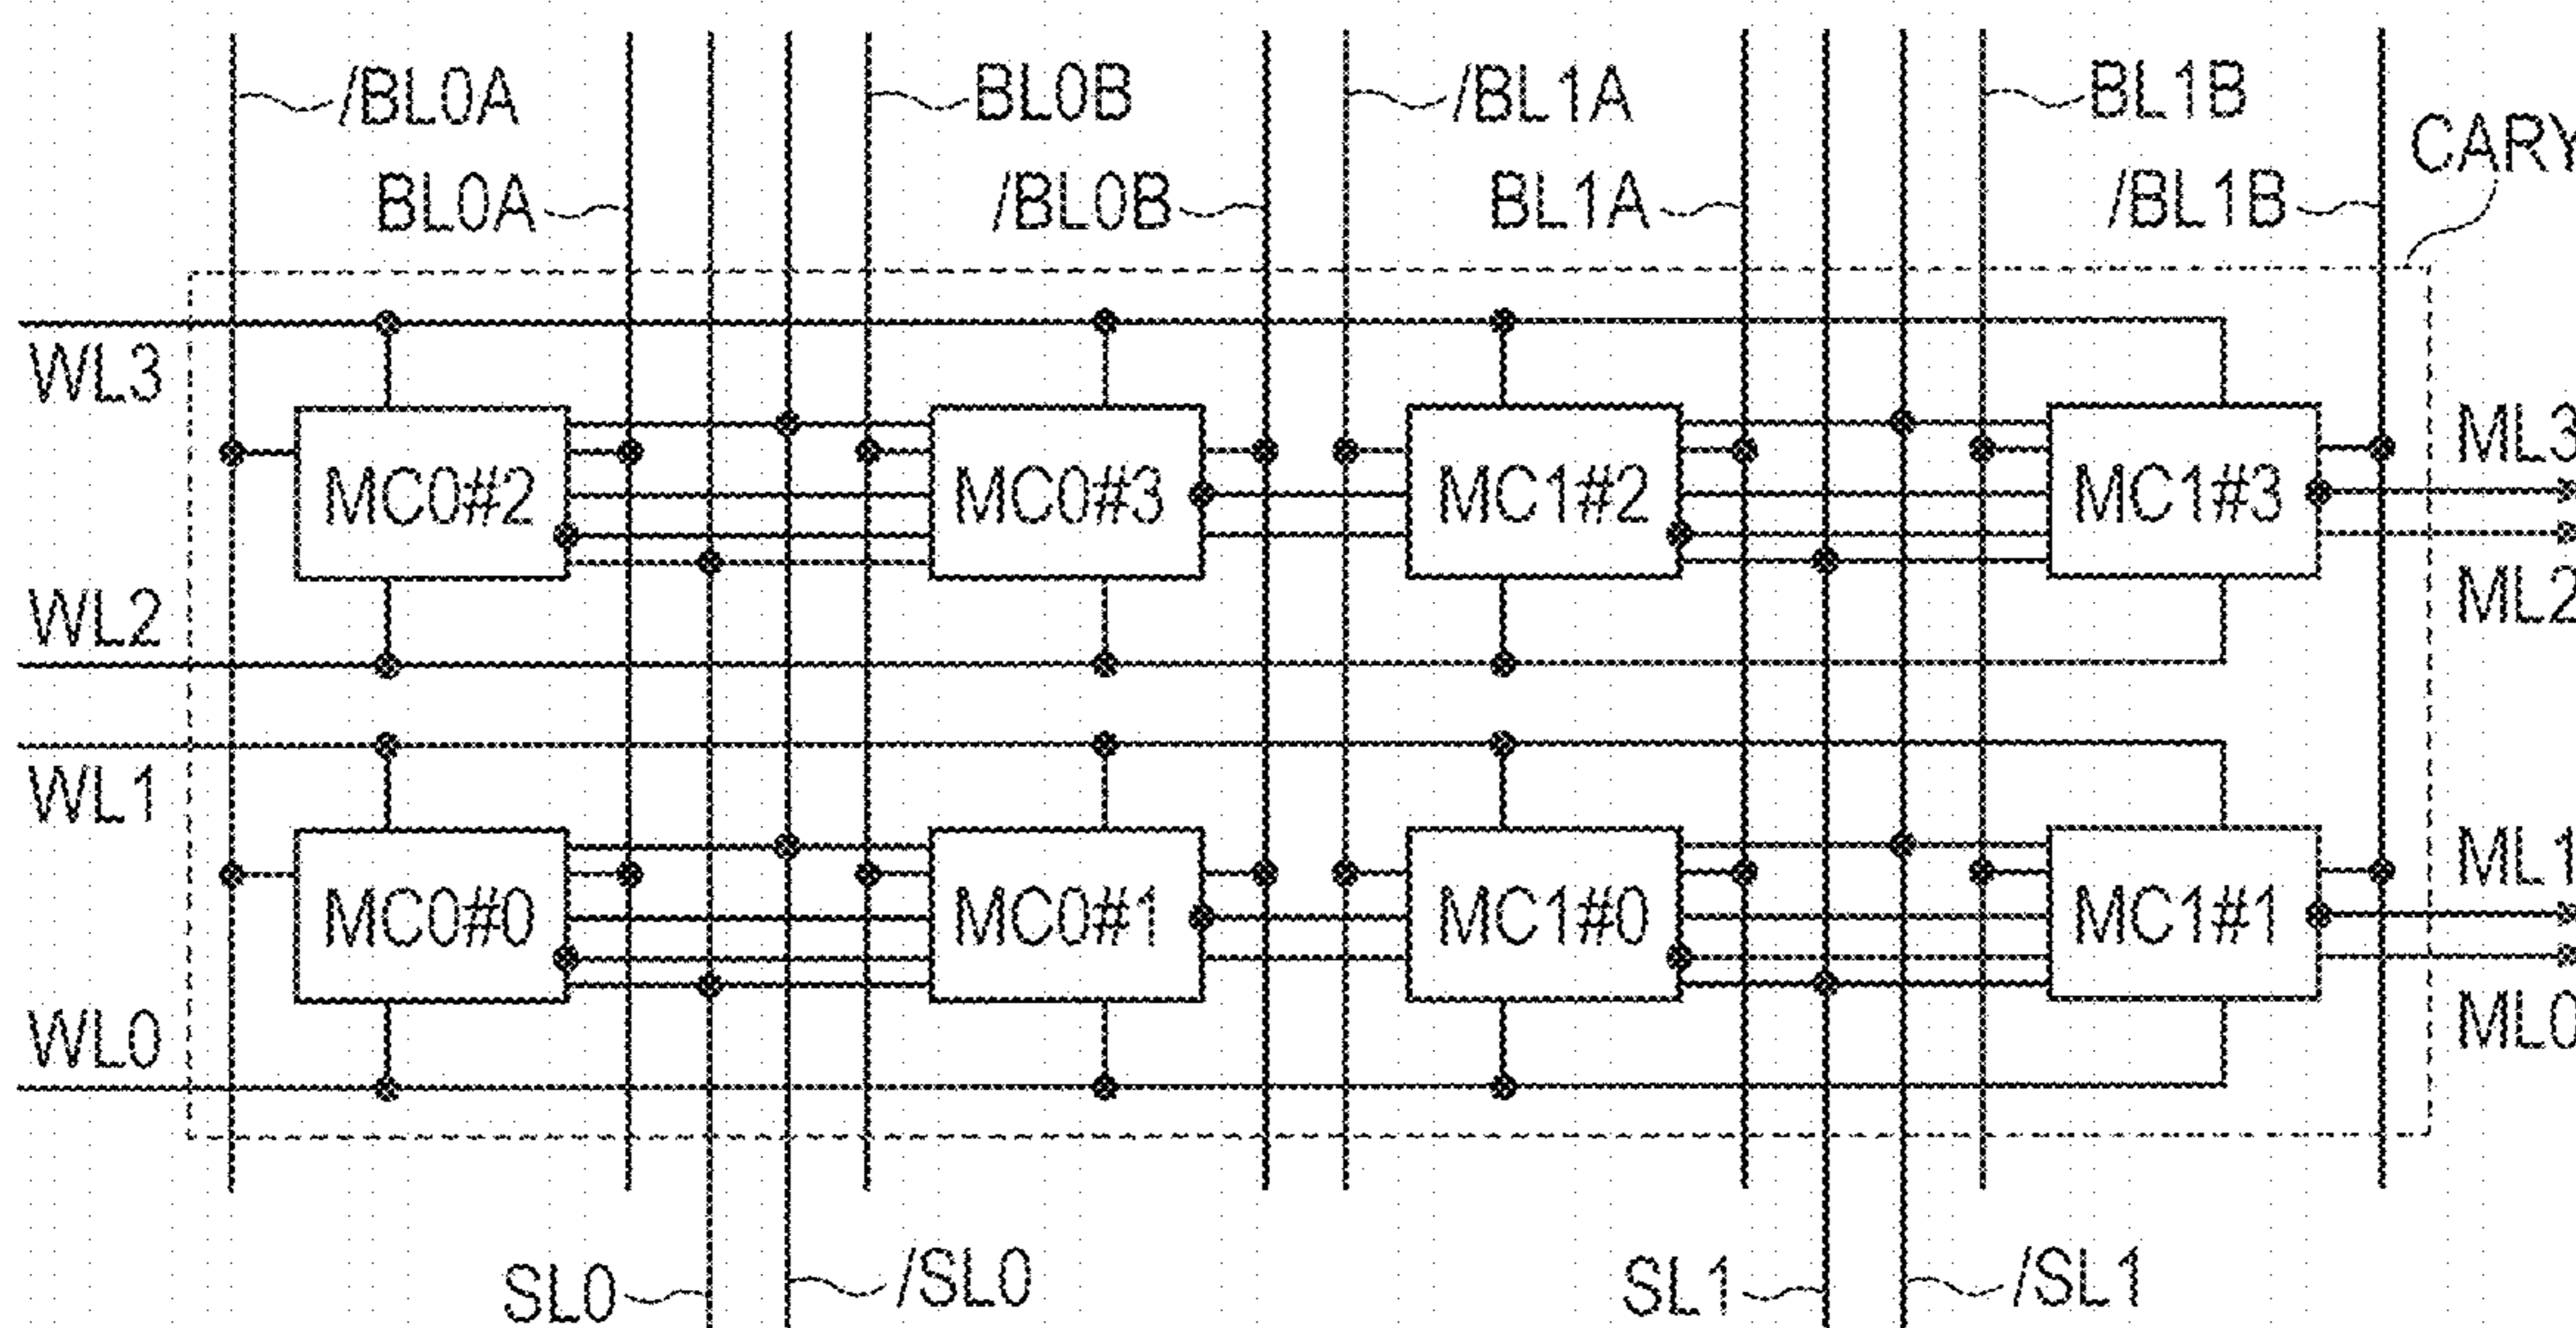 /BL0A BL0B /BL1A BL1B
CARY
BL0A /BL0B BL1A /BL1B
WL3
ML3
MC0#2 MC0#3 MC1#2 MC1#3
WL2 ML2
WL1
ML1
MC0#0 MC0#1 MC1#0 MC1#1
WL0 ML0
SL0 /SL0 SL1 /SL1